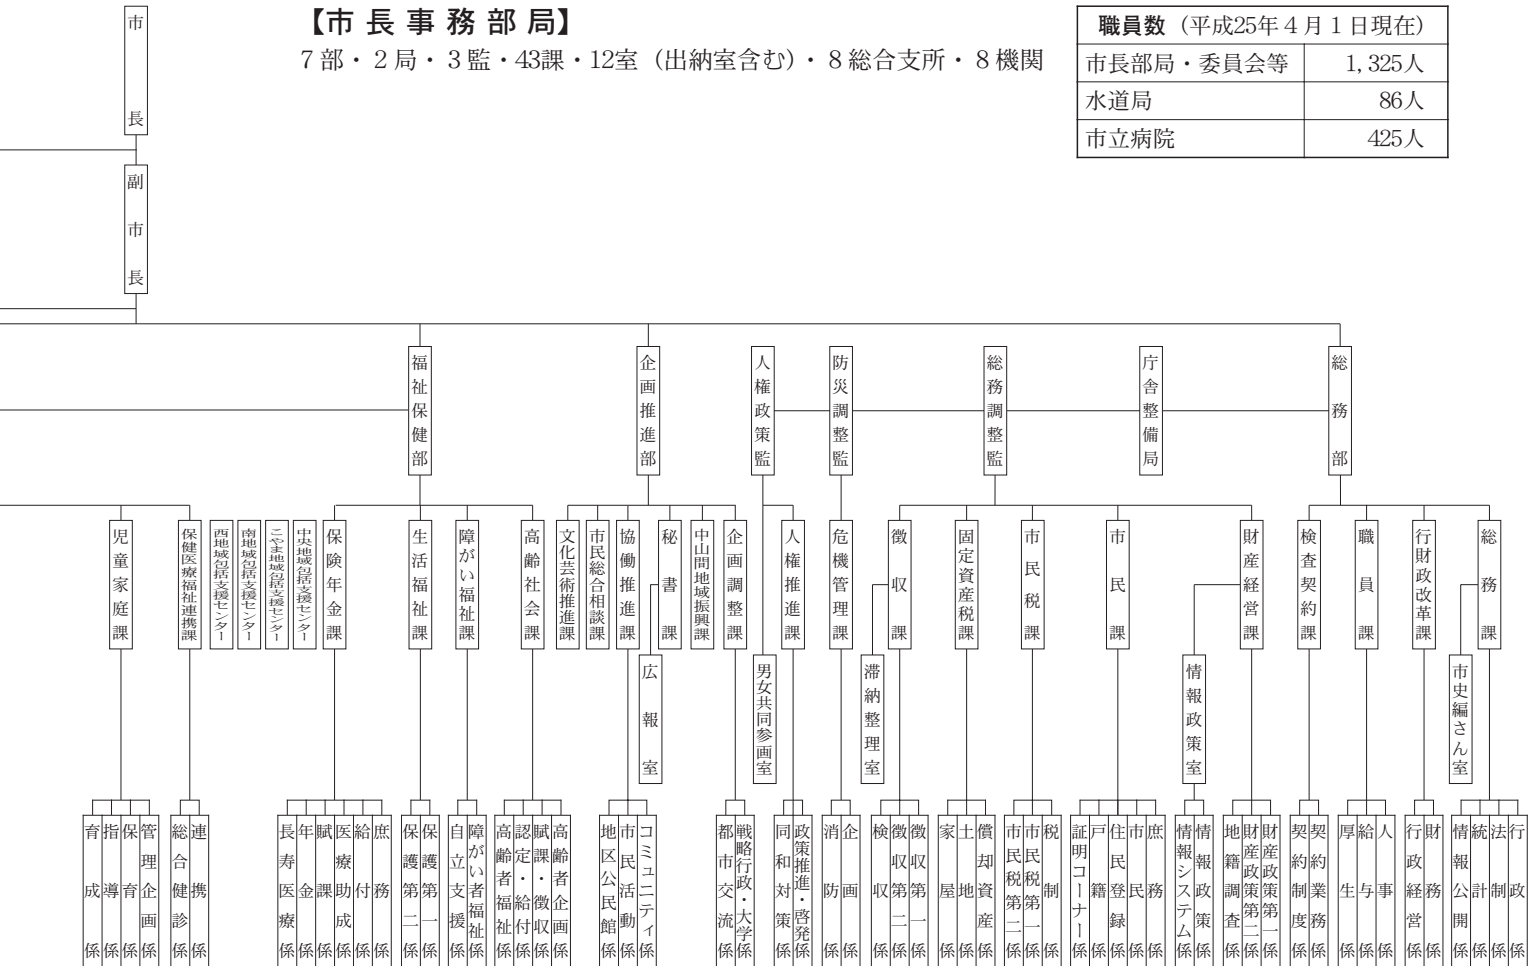 【市長事務部局】
7部・2局・3監・43課・12室（出納室含む）・8総合支所・8機関
職員数（平成25年4月1日現在）
市長部局・委員会等 1,325人
水道局 86人
市立病院 425人
市長
副市長
総務部
庁舎整備局
総務調整監
防災調整監
人権政策監
企画推進部
福祉保健部
総務課
行財政改革課
職員課
検査契約課
財産経営課
市民課
市民税課
固定資産税課
徴収課
危機管理課
人権推進課
企画調整課
中山間地域振興課
秘書課
協働推進課
市民総合相談課
文化芸術推進課
高齢社会課
障がい福祉課
生活福祉課
保険年金課
中央地域包括支援センター
こやま地域包括支援センター
南地域包括支援センター
西地域包括支援センター
保健医療福祉連携課
児童家庭課
市史編さん室
情報政策室
滞納整理室
男女共同参画室
広報室
行政係
法制係
統計係
情報公開係
財務係
行政経営係
人事係
給与係
厚生係
契約業務係
契約制度係
財産政策第一係
財産政策第二係
地籍調査係
情報政策係
情報システム係
庶務係
市民係
住民登録係
戸籍係
証明コーナー係
税制係
市民税第一係
市民税第二係
償却資産係
土地係
家屋係
徴収第一係
徴収第二係
検収係
企画係
消防係
政策推進・啓発係
同和対策係
戦略行政・大学係
都市交流係
コミュニティ係
市民活動係
地区公民館係
高齢者企画係
賦課・徴収係
認定・給付係
高齢者福祉係
障がい者福祉係
自立支援係
保護第一係
保護第二係
庶務係
給付係
医療助成係
賦課係
年金係
長寿医療係
連携係
総合健診係
管理企画係
保育係
指導係
育成係